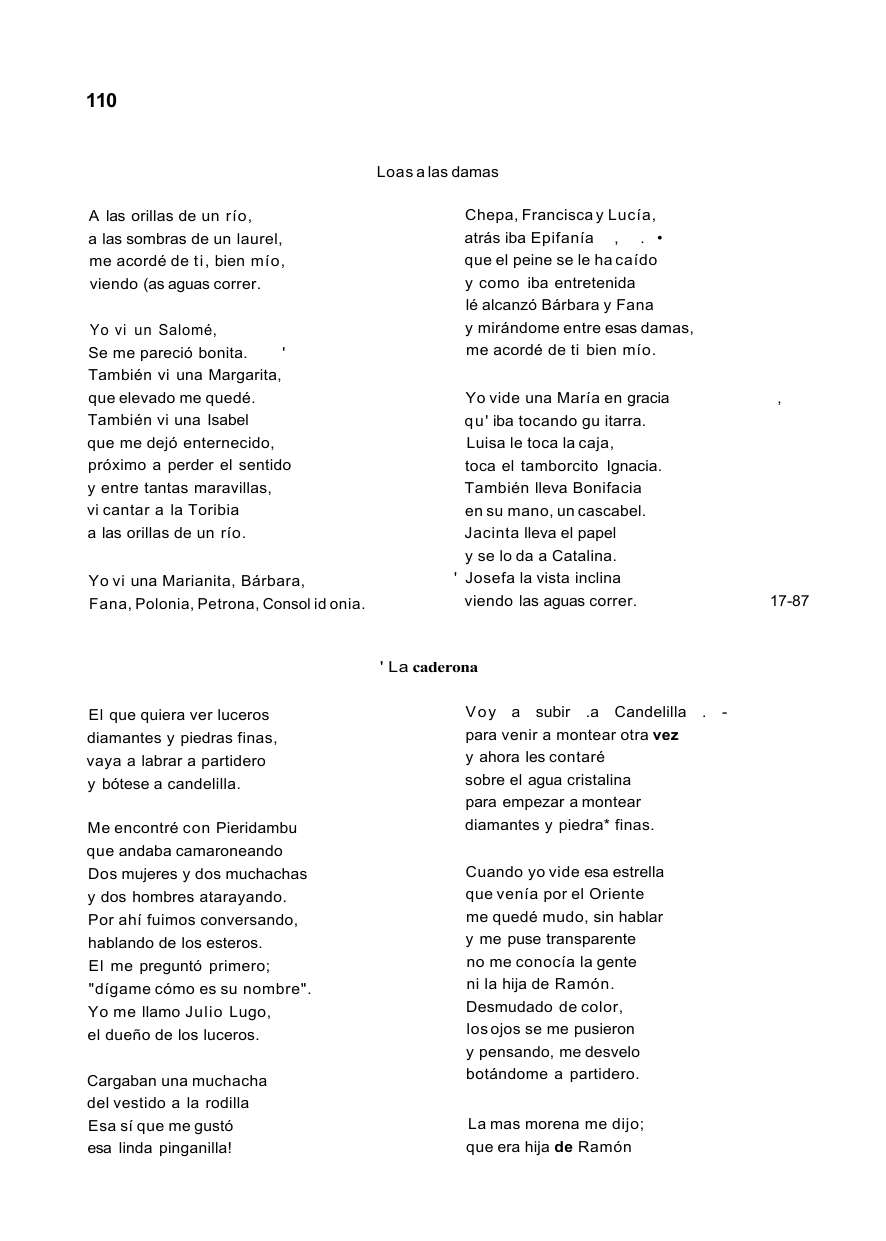 110
Loas a las damas
A las orillas de un río,
a las sombras de un laurel,
me acordé de ti, bien mío,
viendo (as aguas correr.
Yo vi un Salomé,
Se me pareció bonita. '
También vi una Margarita,
que elevado me quedé.
También vi una Isabel
que me dejó enternecido,
próximo a perder el sentido
y entre tantas maravillas,
vi cantar a la Toribia
a las orillas de un río.
Yo vi una Marianita, Bárbara,
Fana, Polonia, Petrona, Consol id onia.
Chepa, Francisca y Lucía,
atrás iba Epifanía , . •
que el peine se le ha caído
y como iba entretenida
lé alcanzó Bárbara y Fana
y mirándome entre esas damas,
me acordé de ti bien mío.
Yo vide una María en gracia ,
qu' iba tocando gu itarra.
Luisa le toca la caja,
toca el tamborcito Ignacia.
También lleva Bonifacia
en su mano, un cascabel.
Jacinta lleva el papel
y se lo da a Catalina.
' Josefa la vista inclina
viendo las aguas correr. 17-87
' La caderona
El que quiera ver luceros
diamantes y piedras finas,
vaya a labrar a partidero
y bótese a candelilla.
Me encontré con Pieridambu
que andaba camaroneando
Dos mujeres y dos muchachas
y dos hombres atarayando.
Por ahí fuimos conversando,
hablando de los esteros.
El me preguntó primero;
"dígame cómo es su nombre".
Yo me llamo Julio Lugo,
el dueño de los luceros.
Cargaban una muchacha
del vestido a la rodilla
Esa sí que me gustó
esa linda pinganilla!
Voy a subir .a Candelilla . -
para venir a montear otra vez
y ahora les contaré
sobre el agua cristalina
para empezar a montear
diamantes y piedra* finas.
Cuando yo vide esa estrella
que venía por el Oriente
me quedé mudo, sin hablar
y me puse transparente
no me conocía la gente
ni la hija de Ramón.
Desmudado de color,
los ojos se me pusieron
y pensando, me desvelo
botándome a partidero.
La mas morena me dijo;
que era hija de Ramón